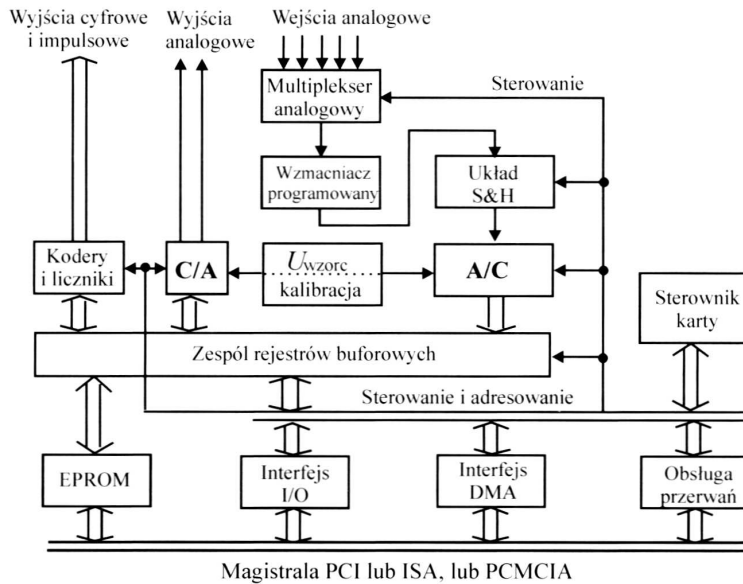 Wyjścia cyfrowe
i impulsowe
Wyjścia
analogowe
Wejścia analogowe
Multiplekser
analogowy
Sterowanie
Wzmacniacz
programowany
Układ
S&H
Kodery
i liczniki
C/A
Uwzorc
kalibracja
A/C
Sterownik
karty
Zespól rejestrów buforowych
Sterowanie i adresowanie
EPROM
Interfejs
I/O
Interfejs
DMA
Obsługa
przerwań
Magistrala PCI lub ISA, lub PCMCIA